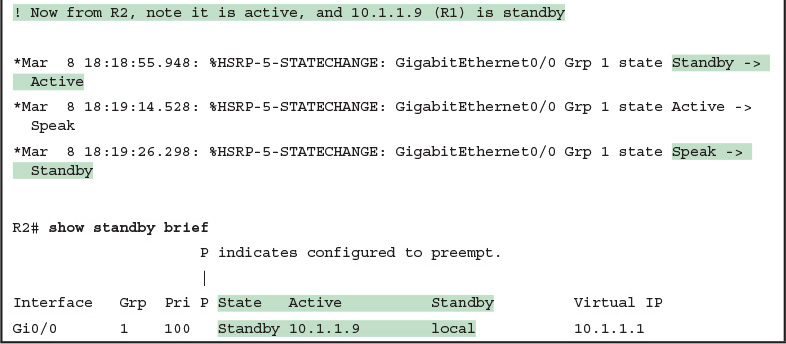 ! Now from R2, note it is active, and 10.1.1.9 (R1) is standby
*Mar  8 18:18:55.948: %HSRP-5-STATECHANGE: GigabitEthernet0/0 Grp 1 state Standby ->
Active
*Mar  8 18:19:14.528: %HSRP-5-STATECHANGE: GigabitEthernet0/0 Grp 1 state Active ->
Speak
*Mar  8 18:19:26.298: %HSRP-5-STATECHANGE: GigabitEthernet0/0 Grp 1 state Speak ->
Standby
R2# show standby brief
P indicates configured to preempt.
|
Interface   Grp  Pri P State   Active          Standby         Virtual IP
Gi0/0       1    100   Standby 10.1.1.9        local           10.1.1.1